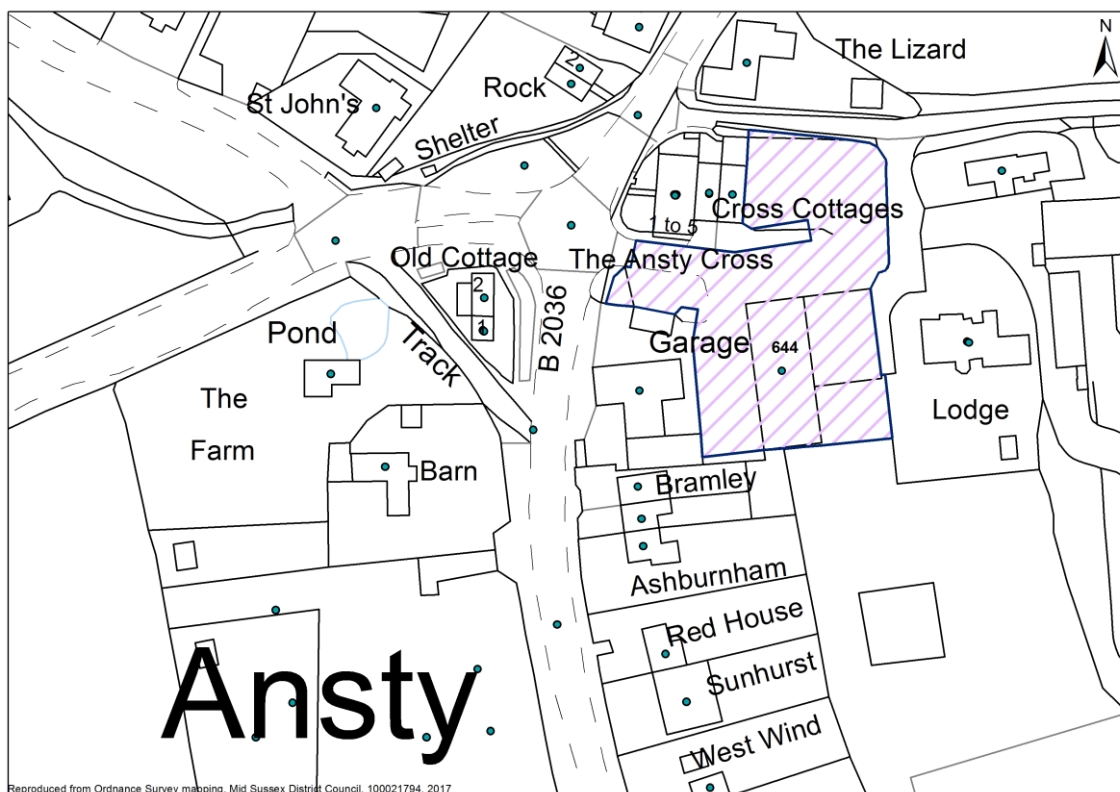 N
The Lizard
2
Rock
St John's
Shelter
Cross Cottages
1 to 5
Old Cottage
The Ansty Cross
2
1
B 2036
Pond
Track
Garage
644
The
Farm
Lodge
Barn
Bramley
Ashburnham
Red House
Sunhurst
Ansty
West Wind
Reproduced from Ordnance Survey mapping. Mid Sussex District Council. 100021794. 2017